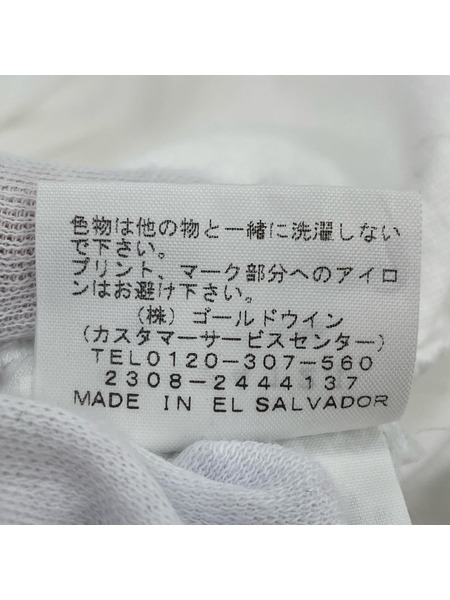 色物は他の物と一緒に洗濯しない
で下さい。
プリント、マーク部分へのアイロ
ンはお避け下さい。
(株) ゴールドウイン
(カスタマーサービスセンター)
TEL0120-307-560
2308-2444137
MADE IN EL SALVADOR